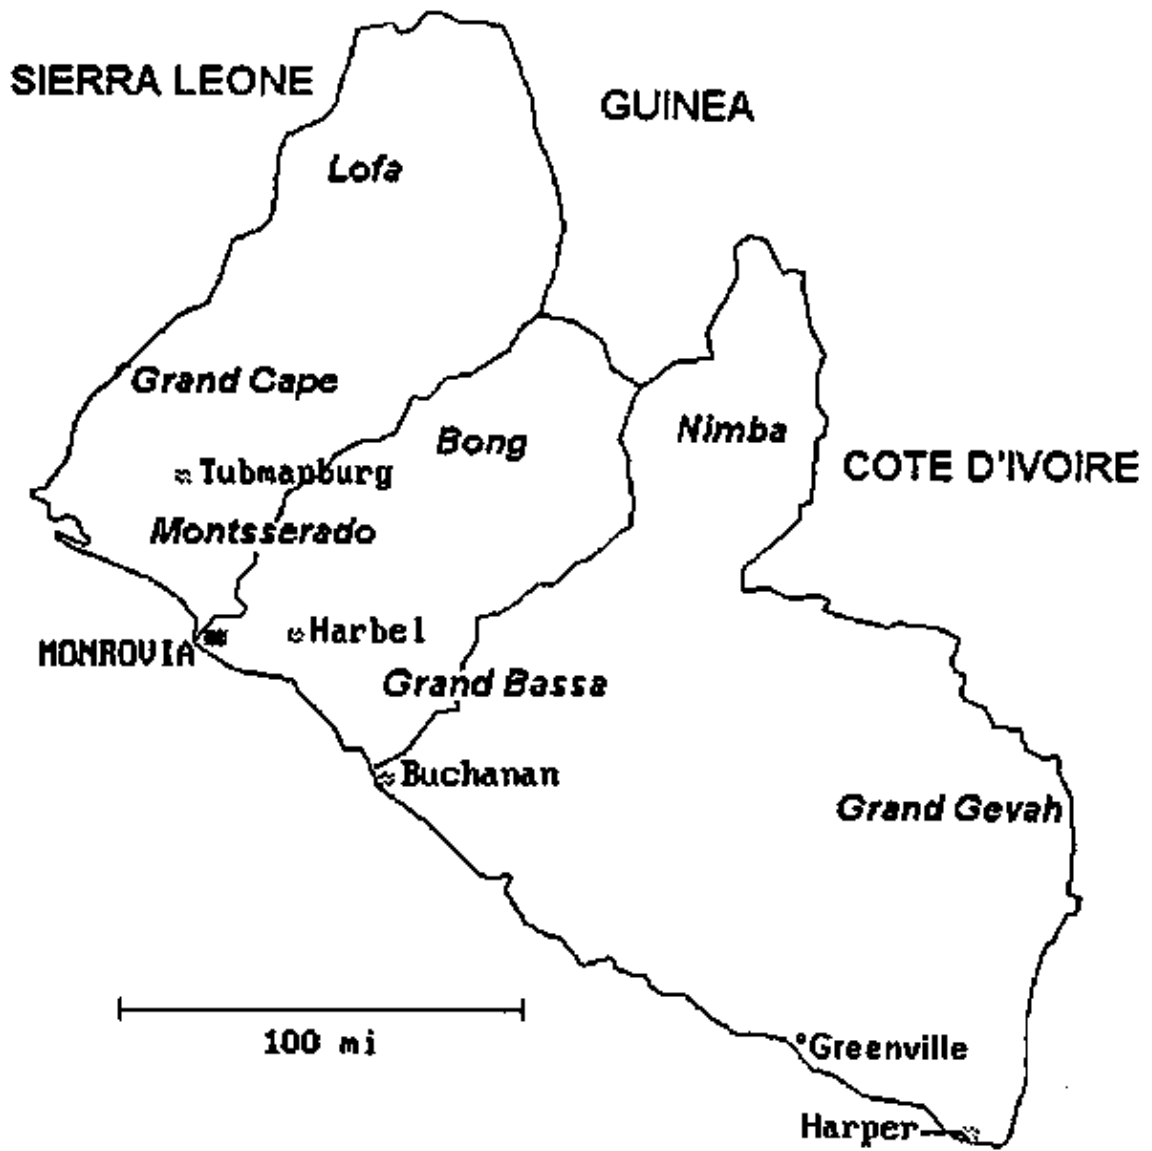 SIERRA LEONE
GUINEA
Lofa
Grand Cape
Bong
Nimba
Tubmanburg
COTE D'IVOIRE
Montsserado
Harbel
MONROVIA
Grand Bassa
Buchanan
Grand Gevah
100 mi
Greenville
Harper